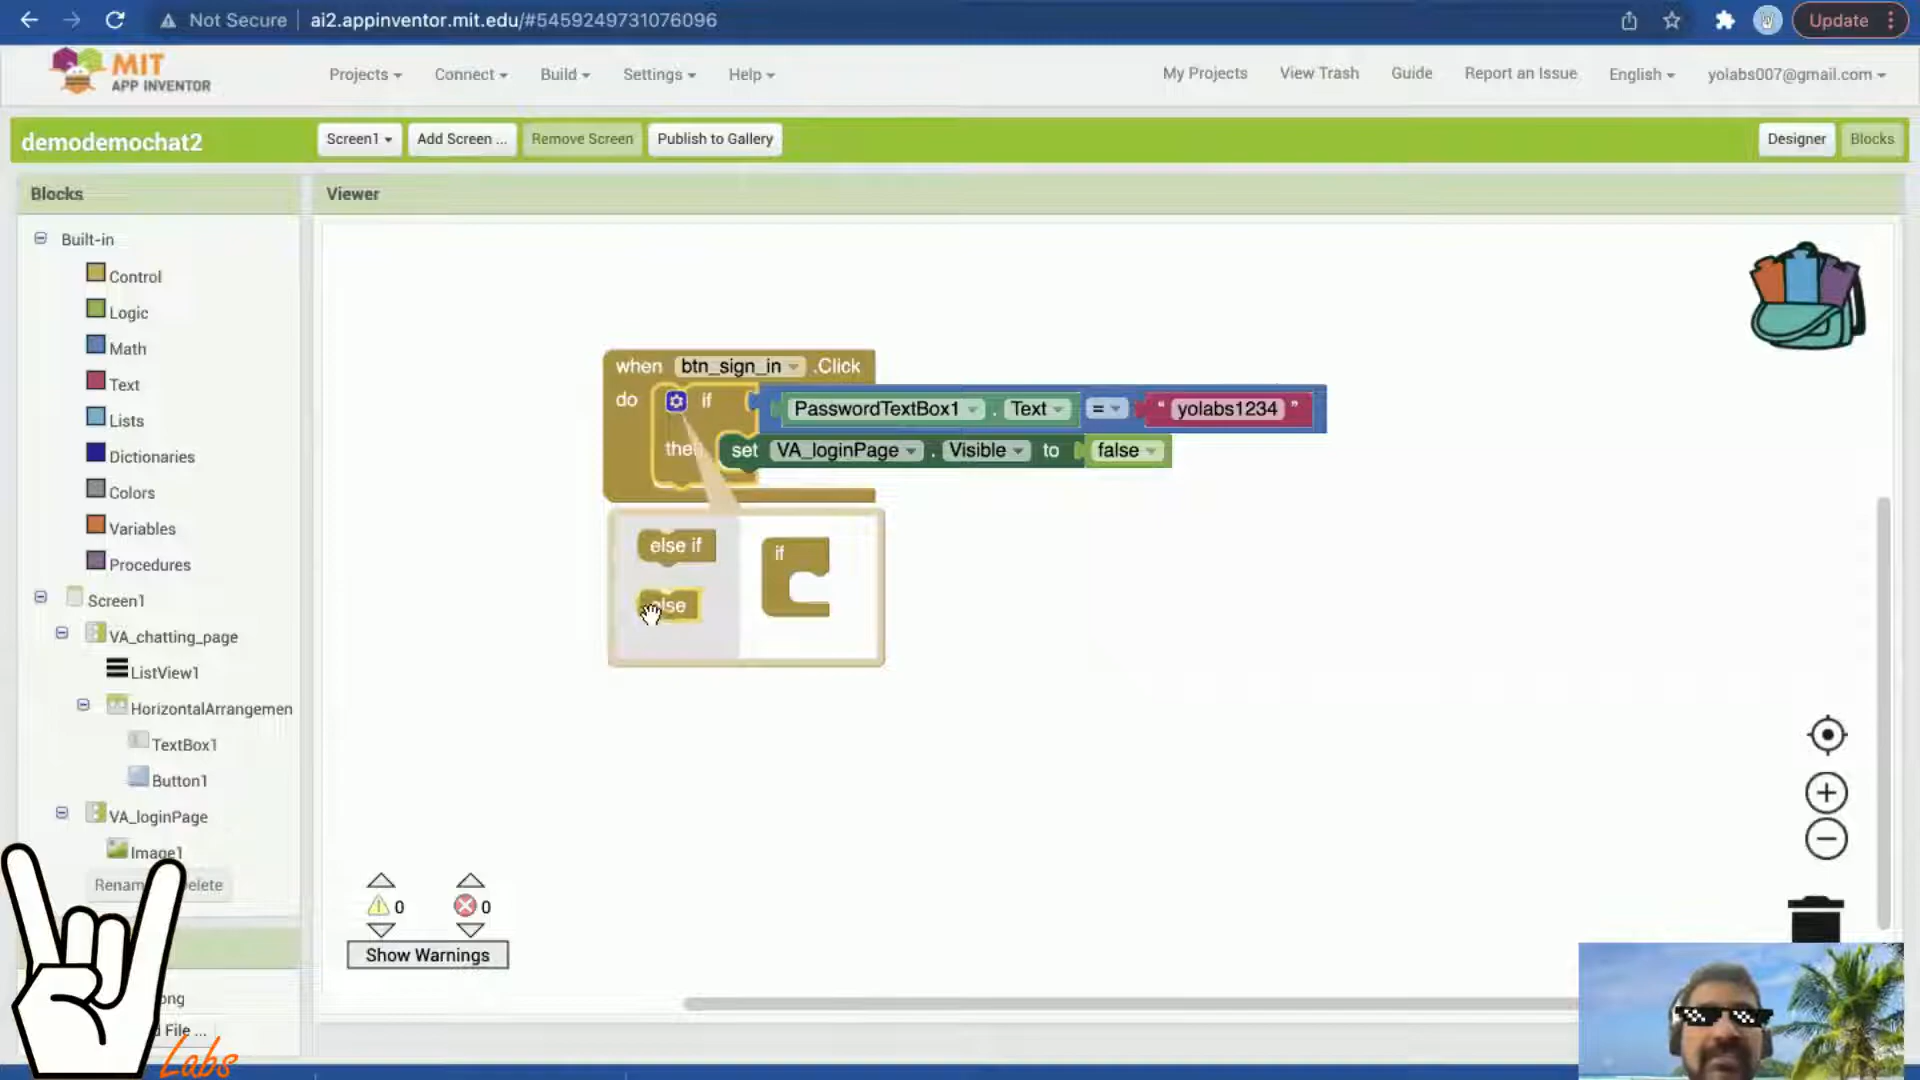 Not Secure
ai2.appinventor.mit.edu/#5459249731076096
Update
MIT
APP INVENTOR
Projects
Connect
Build
Settings
Help
My Projects
View Trash
Guide
Report an Issue
English
yolabs007@gmail.com
demodemochat2
Screen1
Add Screen ...
Remove Screen
Publish to Gallery
Designer
Blocks
Blocks
Viewer
Built-in
Control
Logic
Math
Text
Lists
Dictionaries
Colors
Variables
Procedures
Screen1
VA_chatting_page
ListView1
HorizontalArrangemen
TextBox1
Button1
VA_loginPage
Image1
when btn_sign_in .Click
do if PasswordTextBox1 . Text = " yolabs1234 "
then set VA_loginPage . Visible to false
else if
if
else
0
0
Show Warnings
File ...
Labs